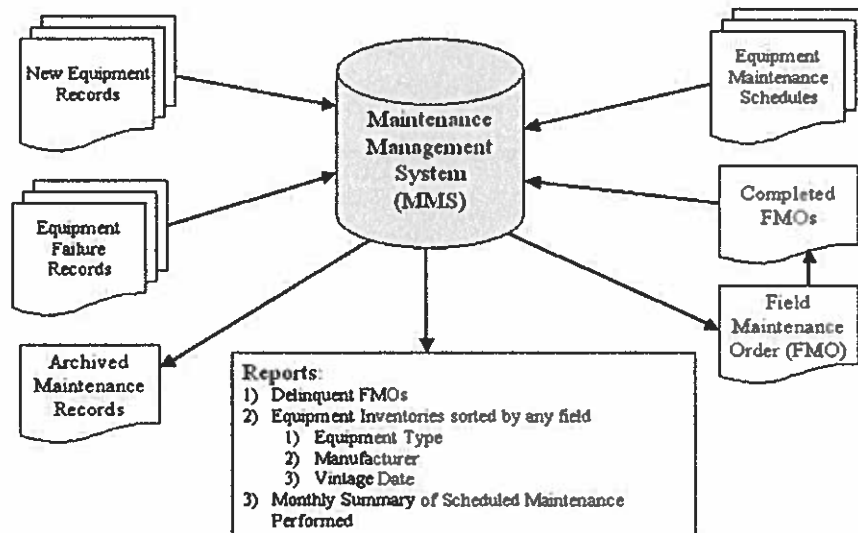 New Equipment
Records
Maintenance
Management
System
(MMS)
Equipment
Maintenance
Schedules
Equipment
Failure
Records
Completed
FMOs
Archived
Maintenance
Records
Field
Maintenance
Order (FMO)
Reports:
1) Delinquent FMOs
2) Equipment Inventories sorted by any field
1) Equipment Type
2) Manufacturer
3) Vintage Date
3) Monthly Summary of Scheduled Maintenance
Performed